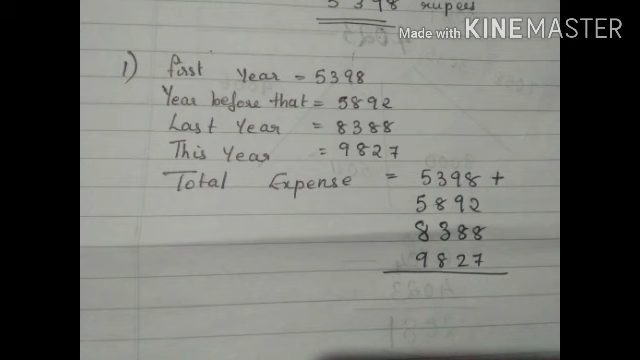 5398 rupees
Made with KINEMASTER
1) first year = 5398
Year before that = 5892
Last Year = 8388
This Year = 9827
Total Expense = 5398 +
5892
8388
9827